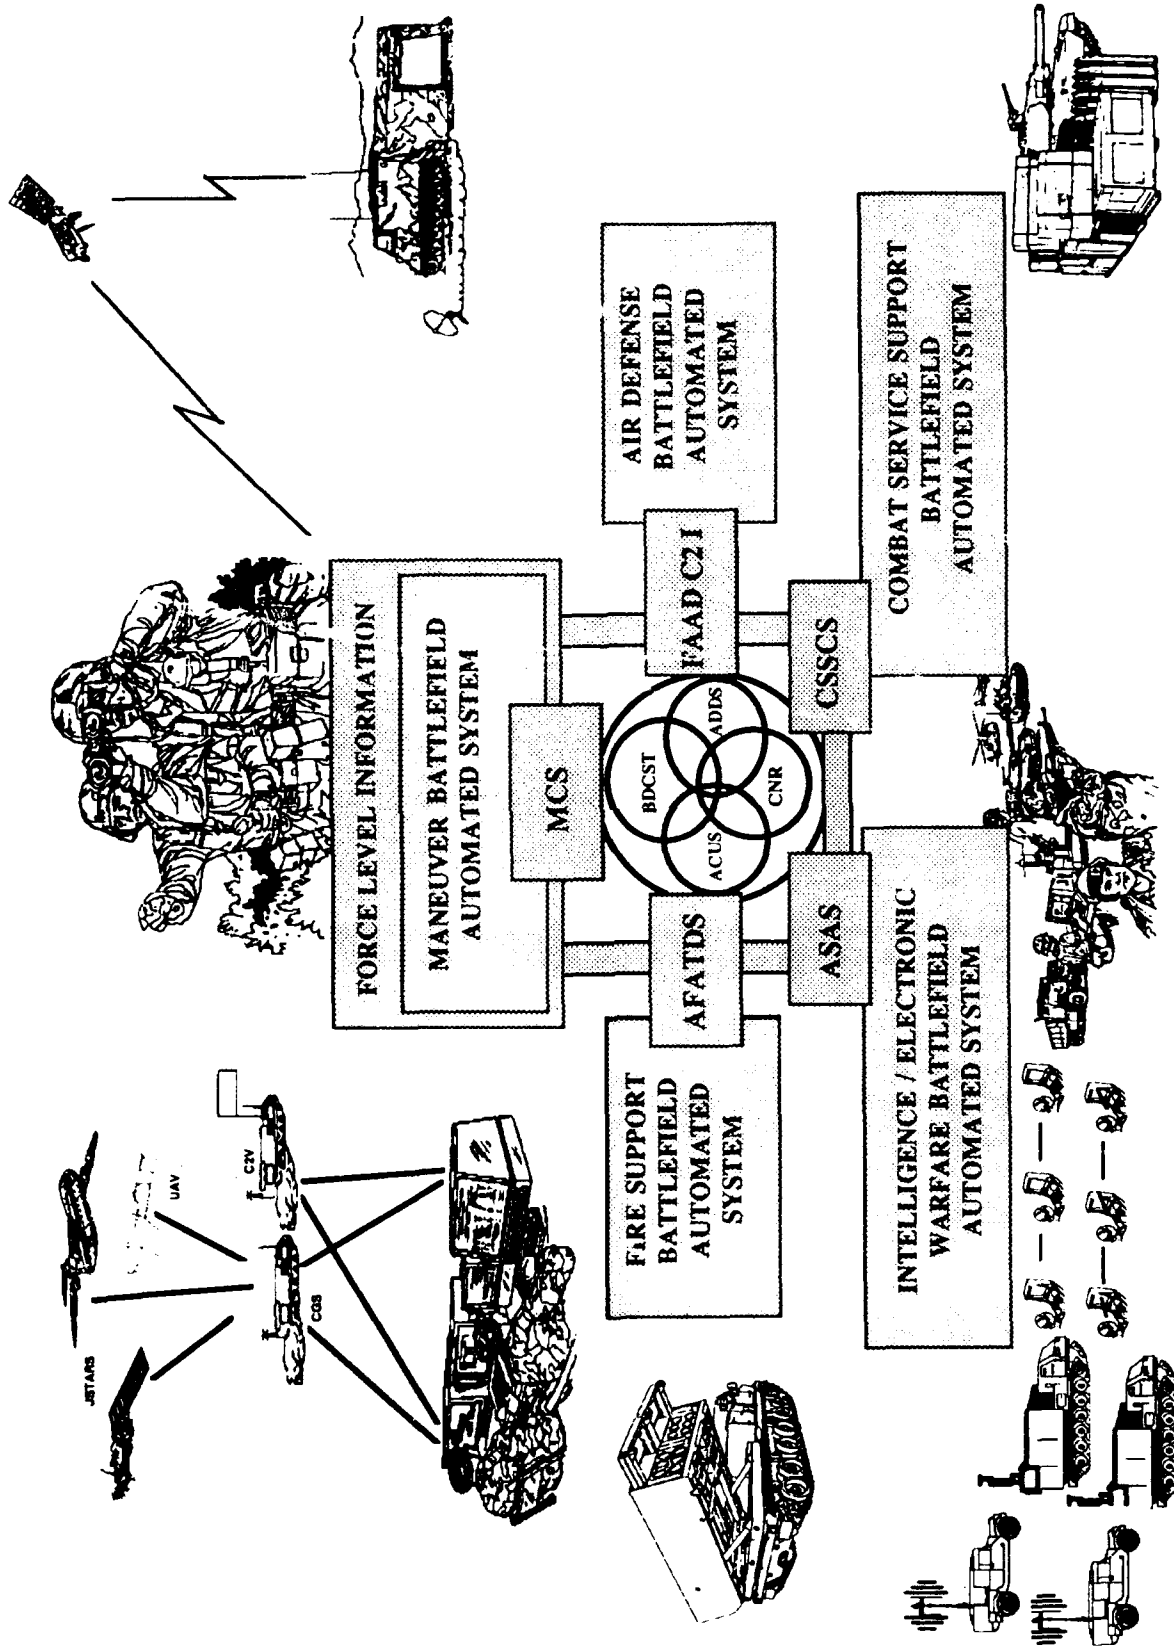 JSTARS
UAV
CGS
C2V
FORCE LEVEL INFORMATION
MANEUVER BATTLEFIELD
AUTOMATED SYSTEM
MCS
FIRE SUPPORT
BATTLEFIELD
AUTOMATED
SYSTEM
AFATDS
BDCST
ACUS
ADDS
CNR
FAAD C2 I
AIR DEFENSE
BATTLEFIELD
AUTOMATED
SYSTEM
ASAS
CSSCS
INTELLIGENCE / ELECTRONIC
WARFARE BATTLEFIELD
AUTOMATED SYSTEM
COMBAT SERVICE SUPPORT
BATTLEFIELD
AUTOMATED SYSTEM